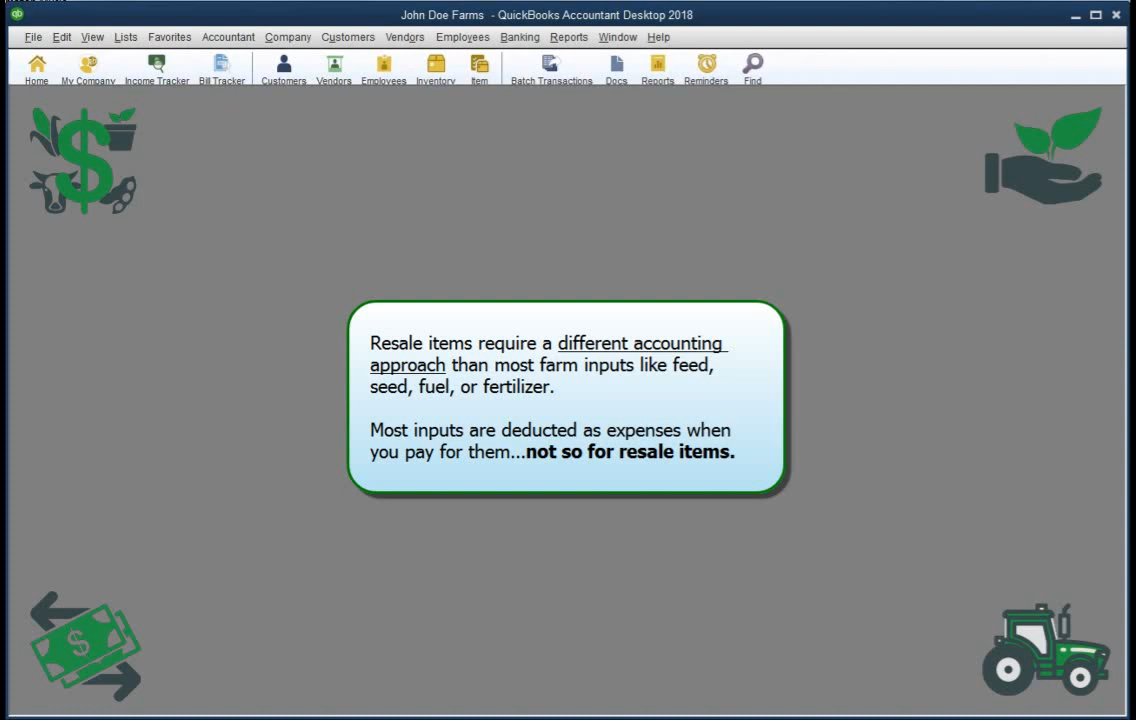 John Doe Farms - QuickBooks Accountant Desktop 2018
File Edit View Lists Favorites Accountant Company Customers Vendors Employees Banking Reports Window Help
Home My Company Income Tracker Bill Tracker Customers Vendors Employees Inventory Item Batch Transactions Docs Reports Reminders Find
Resale items require a different accounting
approach than most farm inputs like feed,
seed, fuel, or fertilizer.
Most inputs are deducted as expenses when
you pay for them...not so for resale items.